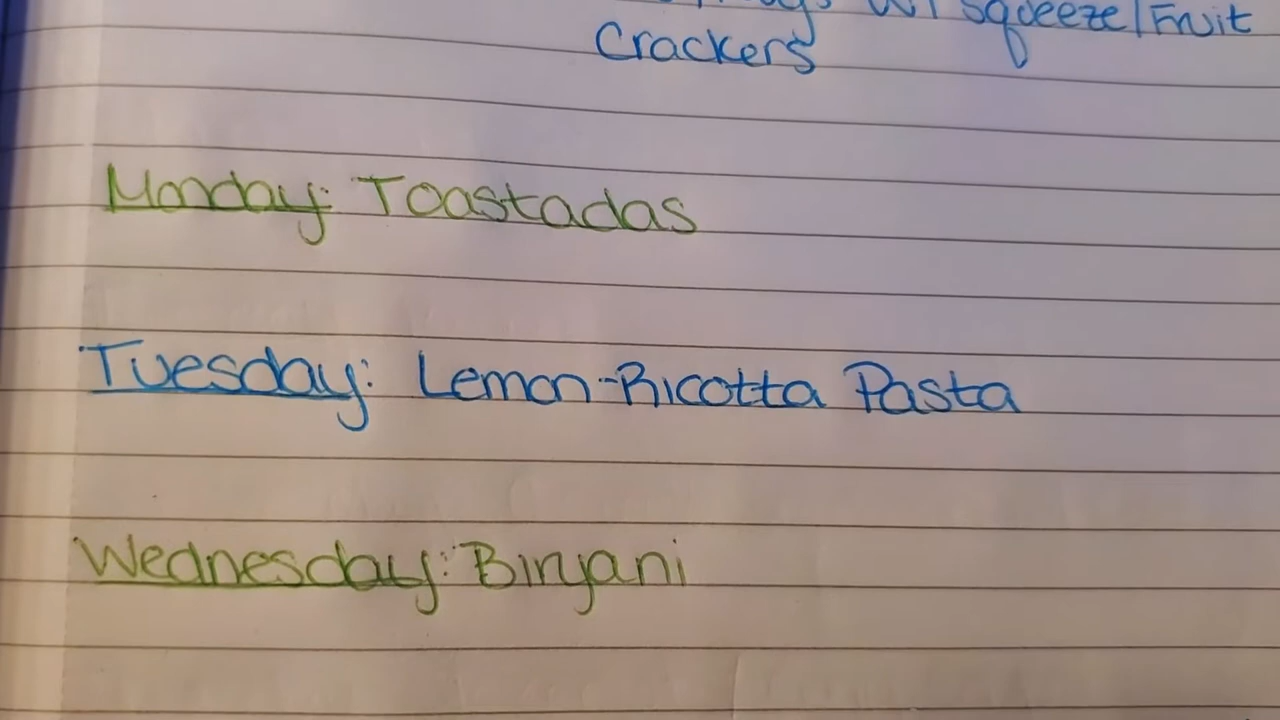 W/ Squeeze/Fruit
Crackers
Monday: Toastadas
Tuesday: Lemon-Ricotta Pasta
Wednesday: Biryani